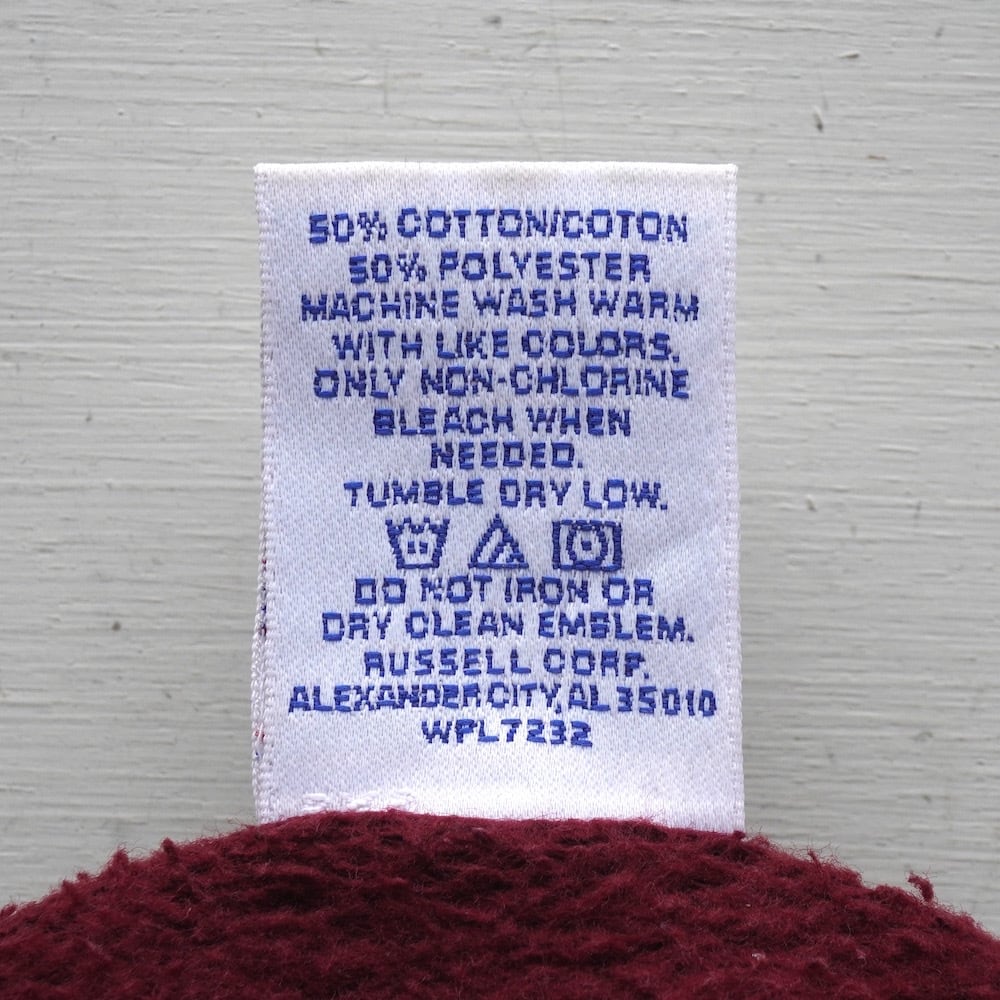 50% COTTON/COTON
50% POLYESTER
MACHINE WASH WARM
WITH LIKE COLORS.
ONLY NON-CHLORINE
BLEACH WHEN
NEEDED.
TUMBLE DRY LOW.
DO NOT IRON OR
DRY CLEAN EMBLEM.
RUSSELL CORP.
ALEXANDER CITY, AL 35010
WPL7232